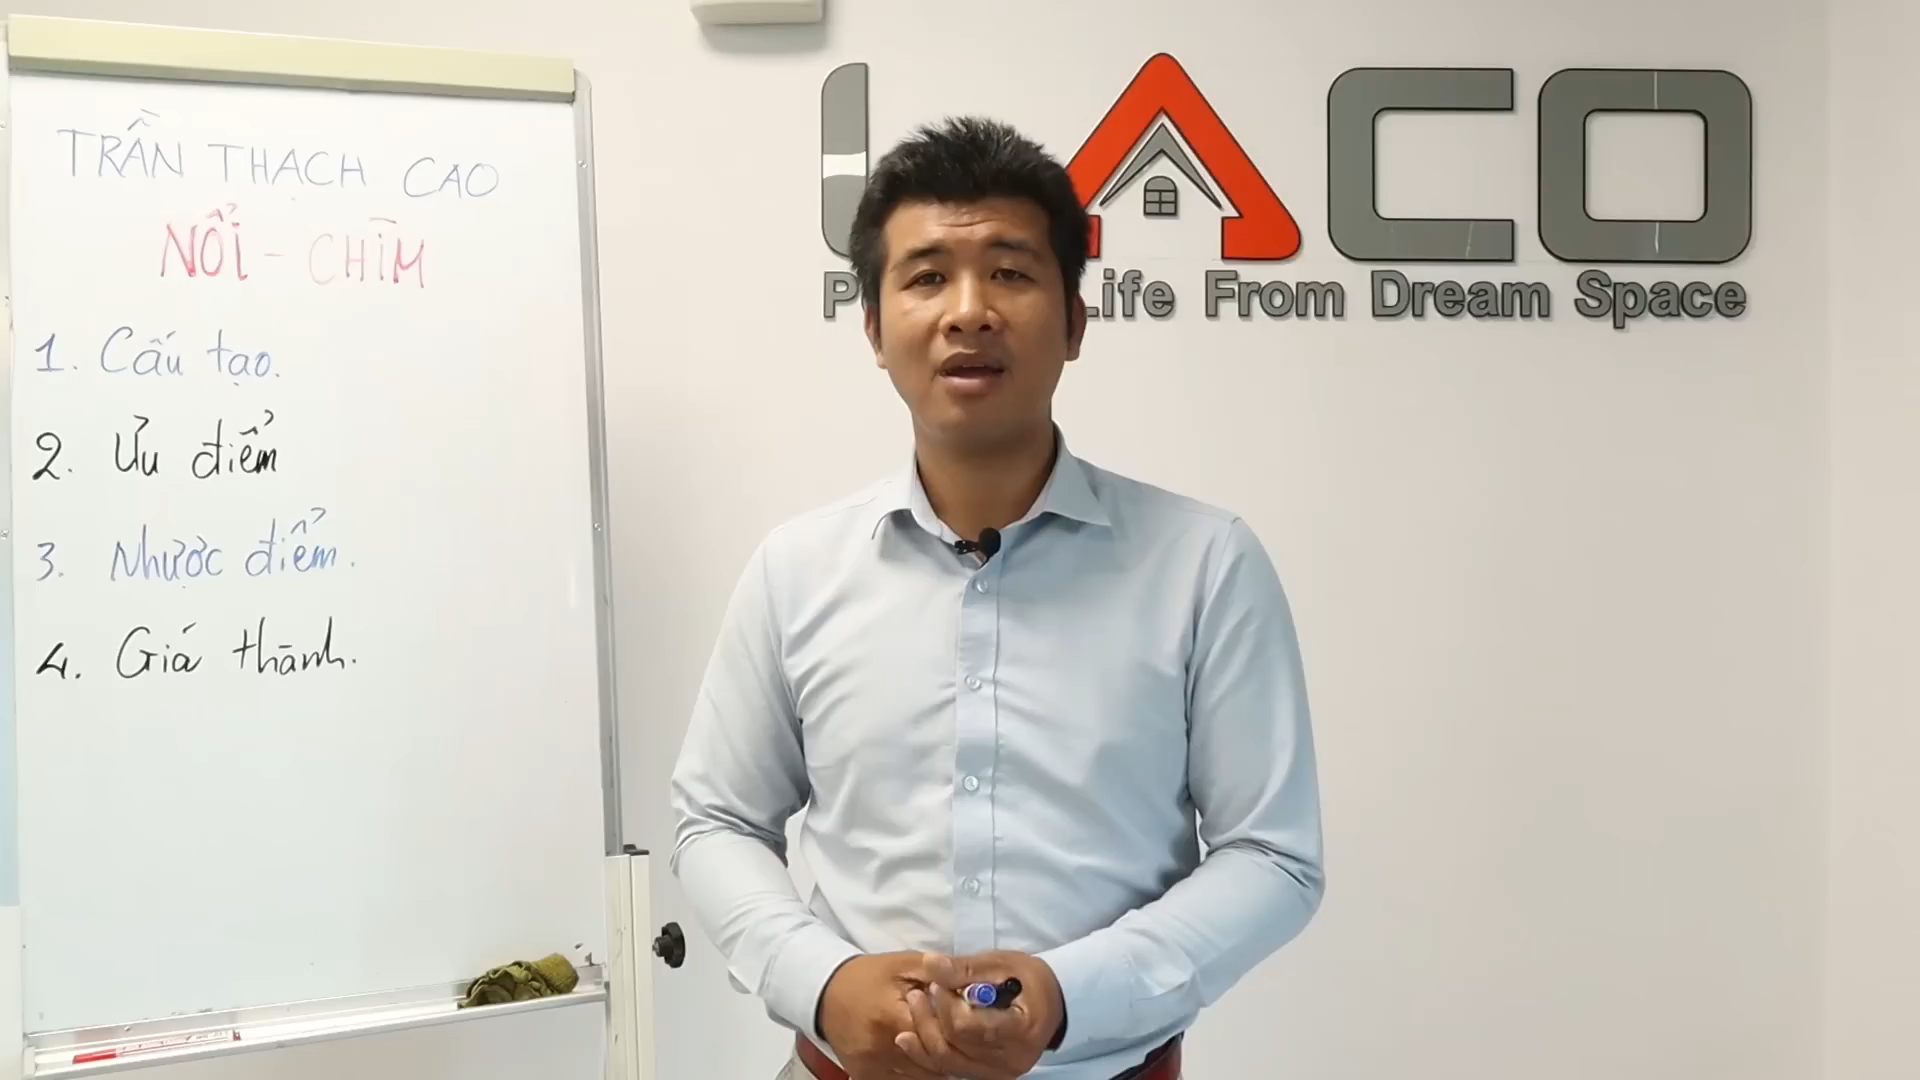 TRẦN THẠCH CAO
NỔI - CHÌM
1. Cấu tạo.
2. Ưu điểm
3. Nhược điểm.
4. Giá thành.
LACO
Life From Dream Space